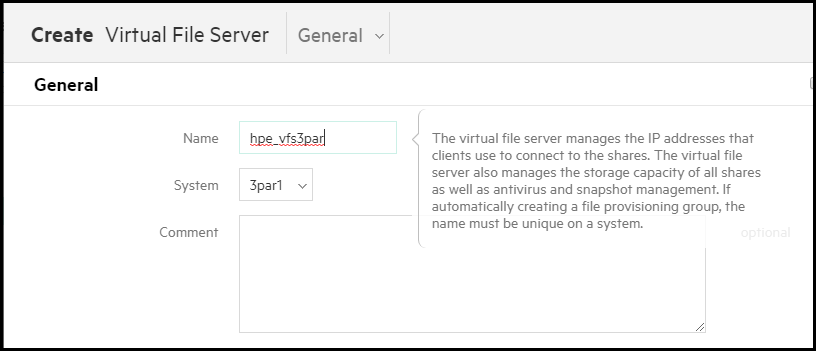 Create Virtual File Server General
General
Name hpe_vfs3par
The virtual file server manages the IP addresses that
clients use to connect to the shares. The virtual file
server also manages the storage capacity of all shares
as well as antivirus and snapshot management. If
automatically creating a file provisioning group, the
name must be unique on a system.
System 3par1
Comment
optional